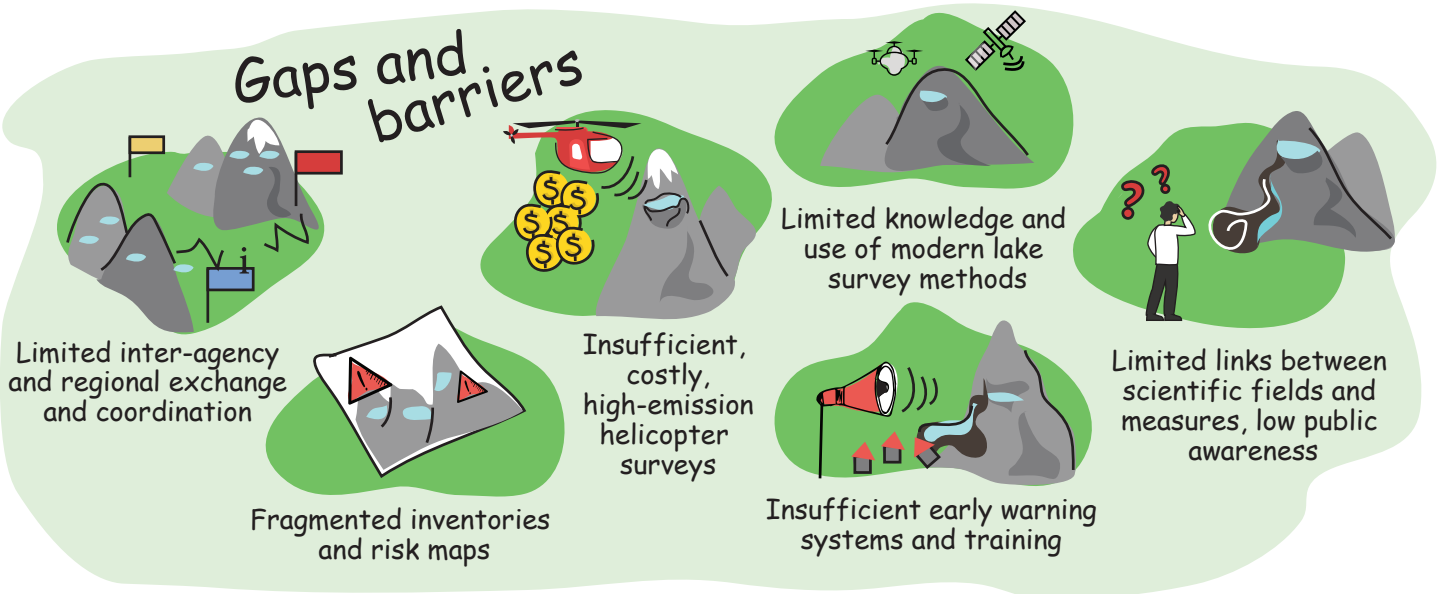 Gaps and
barriers
Limited inter-agency
and regional exchange
and coordination
i
Fragmented inventories
and risk maps
!
!
$
$
$
$
$
$
Insufficient,
costly,
high-emission
helicopter
surveys
Limited knowledge and
use of modern lake
survey methods
Insufficient early warning
systems and training
? ?
Limited links between
scientific fields and
measures, low public
awareness